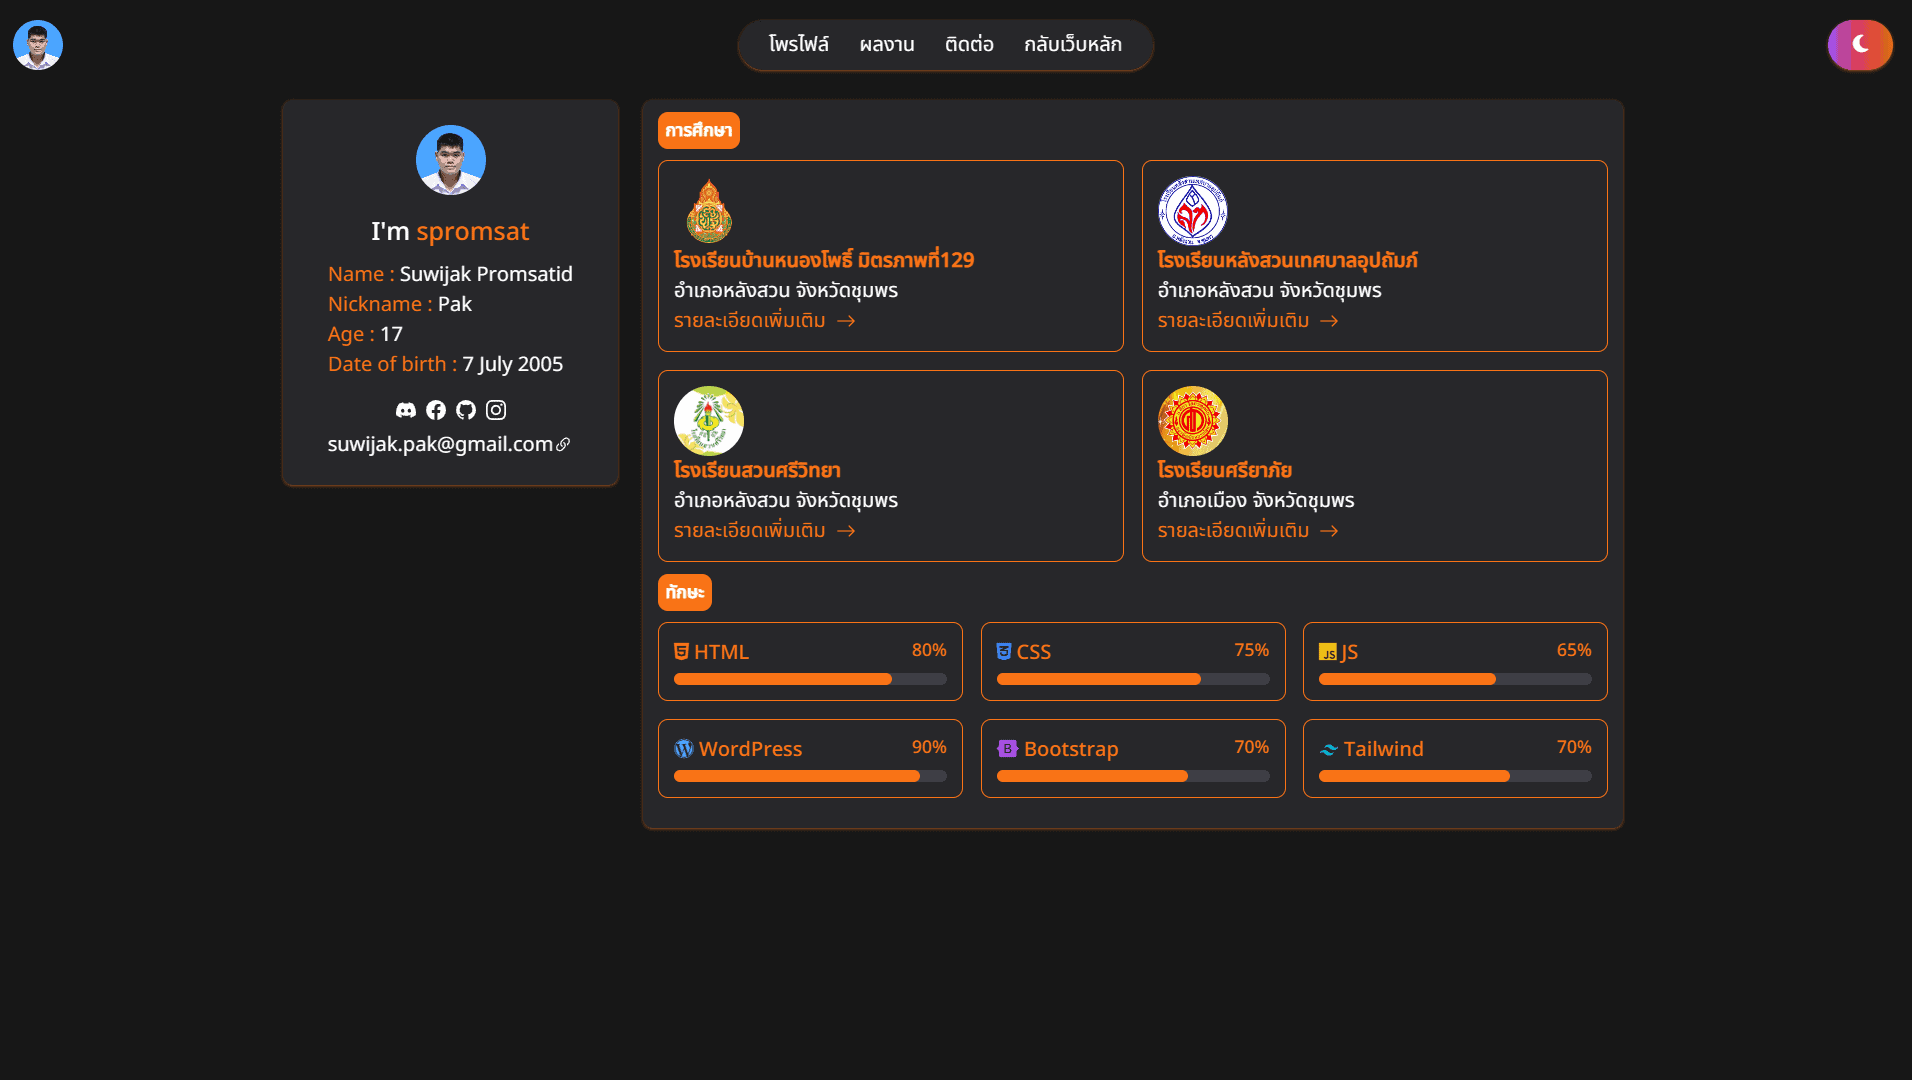 โพรไฟล์ ผลงาน ติดต่อ กลับเว็บหลัก
I'm spromsat
Name : Suwijak Promsatid
Nickname : Pak
Age : 17
Date of birth : 7 July 2005
suwijak.pak@gmail.com
การศึกษา
โรงเรียนบ้านหนองโพธิ์ มิตรภาพที่129
อำเภอหลังสวน จังหวัดชุมพร
รายละเอียดเพิ่มเติม →
โรงเรียนหลังสวนเทศบาลอุปถัมภ์
อำเภอหลังสวน จังหวัดชุมพร
รายละเอียดเพิ่มเติม →
โรงเรียนสวนศรีวิทยา
อำเภอหลังสวน จังหวัดชุมพร
รายละเอียดเพิ่มเติม →
โรงเรียนศรียาภัย
อำเภอเมือง จังหวัดชุมพร
รายละเอียดเพิ่มเติม →
ทักษะ
HTML 80%
CSS 75%
JS JS 65%
WordPress 90%
B Bootstrap 70%
Tailwind 70%